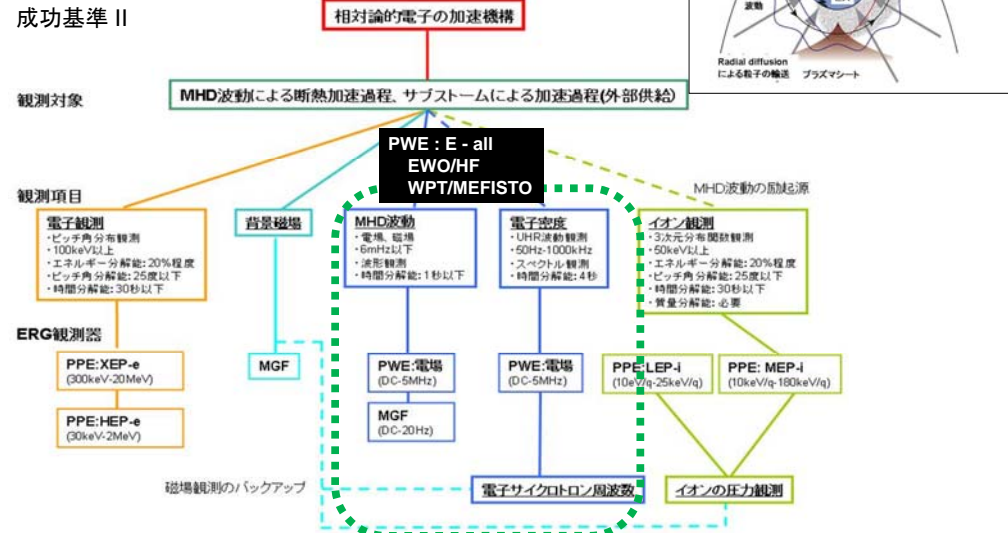 成功基準 II
相対論的電子の加速機構
波動
Radial diffusion
による粒子の輸送
プラズマシート
観測対象
MHD波動による断熱加速過程、サブストームによる加速過程(外部供給)
PWE : E - all
EWO/HF
WPT/MEFISTO
MHD波動の励起源
観測項目
電子観測
・ピッチ角分布観測
・100keV以上
・エネルギー分解能: 20%程度
・ピッチ角分解能: 25度以下
・時間分解能: 30秒以下
背景磁場
MHD波動
・電場、磁場
・6mHz以下
・波形観測
・時間分解能: 1秒以下
電子密度
・UHR波動観測
・50Hz-1000kHz
・スペクトル観測
・時間分解能: 4秒
イオン観測
・3次元分布関数観測
・50keV以上
・エネルギー分解能: 20%程度
・ピッチ角分解能: 25度以下
・時間分解能: 30秒以下
・質量分解能: 必要
ERG観測器
PPE:XEP-e
(300keV-20MeV)
PPE:HEP-e
(30keV-2MeV)
MGF
PWE:電場
(DC-5MHz)
MGF
(DC-20Hz)
PWE:電場
(DC-5MHz)
PPE:LEP-i
(10eV/q-25keV/q)
PPE: MEP-i
(10keV/q-180keV/q)
磁場観測のバックアップ
電子サイクロトロン周波数
イオンの圧力観測